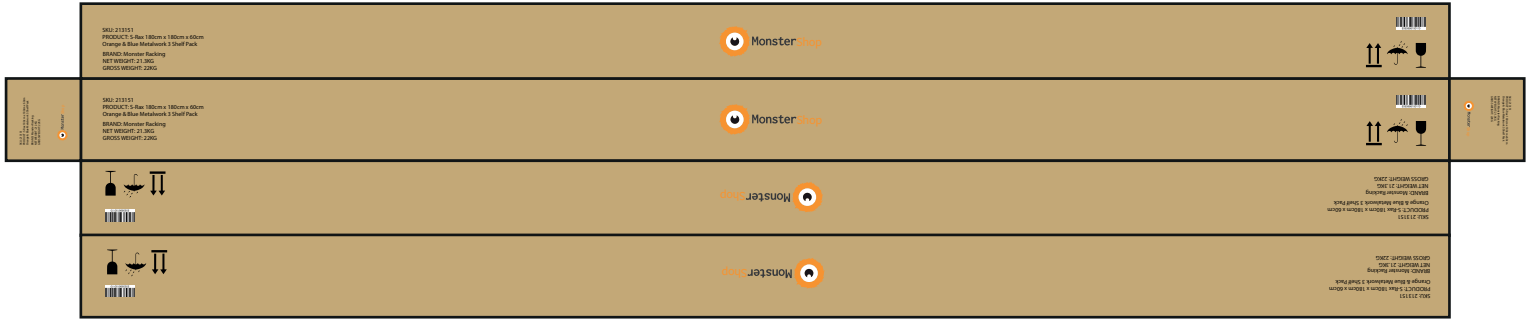 SKU: 213151
PRODUCT: S-Rax 180cm x 180cm x 60cm
Orange & Blue Metalwork 3 Shelf Pack
BRAND: Monster Racking
NET WEIGHT: 21.3KG
GROSS WEIGHT: 22KG
MonsterShop
SKU: 213151
PRODUCT: S-Rax 180cm x 180cm x 60cm
Orange & Blue Metalwork 3 Shelf Pack
BRAND: Monster Racking
NET WEIGHT: 21.3KG
GROSS WEIGHT: 22KG
MonsterShop
Monster
Monster
MonsterShop
SKU: 213151
PRODUCT: S-Rax 180cm x 180cm x 60cm
Orange & Blue Metalwork 3 Shelf Pack
BRAND: Monster Racking
NET WEIGHT: 21.3KG
GROSS WEIGHT: 22KG
MonsterShop
SKU: 213151
PRODUCT: S-Rax 180cm x 180cm x 60cm
Orange & Blue Metalwork 3 Shelf Pack
BRAND: Monster Racking
NET WEIGHT: 21.3KG
GROSS WEIGHT: 22KG